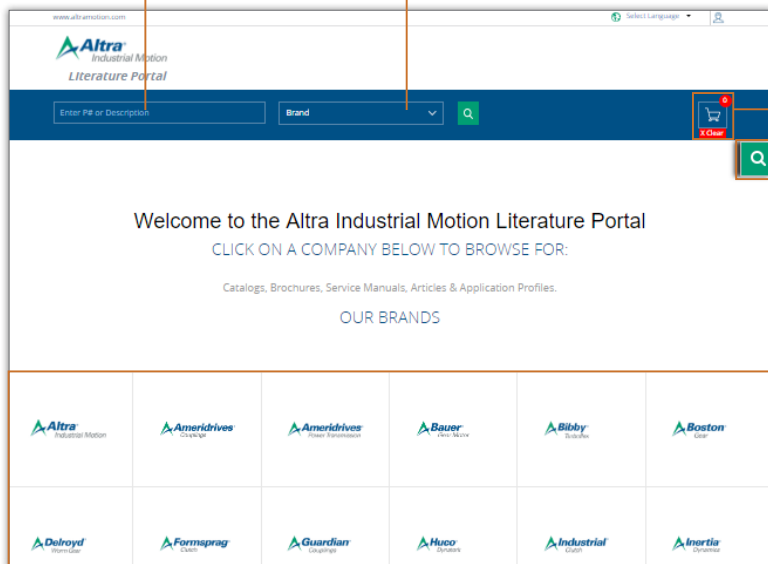 www.altramotion.com
Select Language
Altra
Industrial Motion
Literature Portal
Enter P# or Description
Brand
0
X Clear
Welcome to the Altra Industrial Motion Literature Portal
CLICK ON A COMPANY BELOW TO BROWSE FOR:
Catalogs, Brochures, Service Manuals, Articles & Application Profiles.
OUR BRANDS
Altra Ameridrives Ameridrives Bauer Bibby Boston
Industrial Motion Couplings Power Transmission Gear Motor Turboflex Gear
Delroyd Formsprag Guardian Huco Industrial Inertia
Worm Gear Clutch Couplings Dynatork Clutch Dynamics